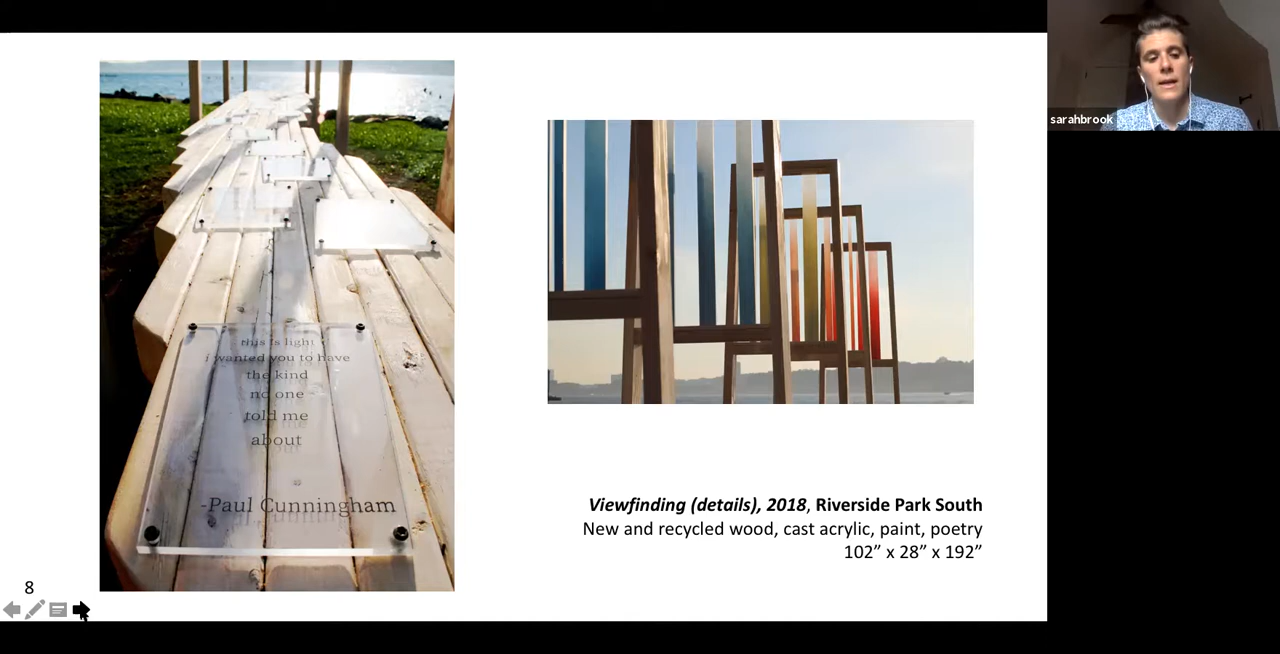 this is light
i wanted you to have
the kind
no one
told me
about
-Paul Cunningham
Viewfinding (details), 2018, Riverside Park South
New and recycled wood, cast acrylic, paint, poetry
102” x 28” x 192”
8
sarahbrook